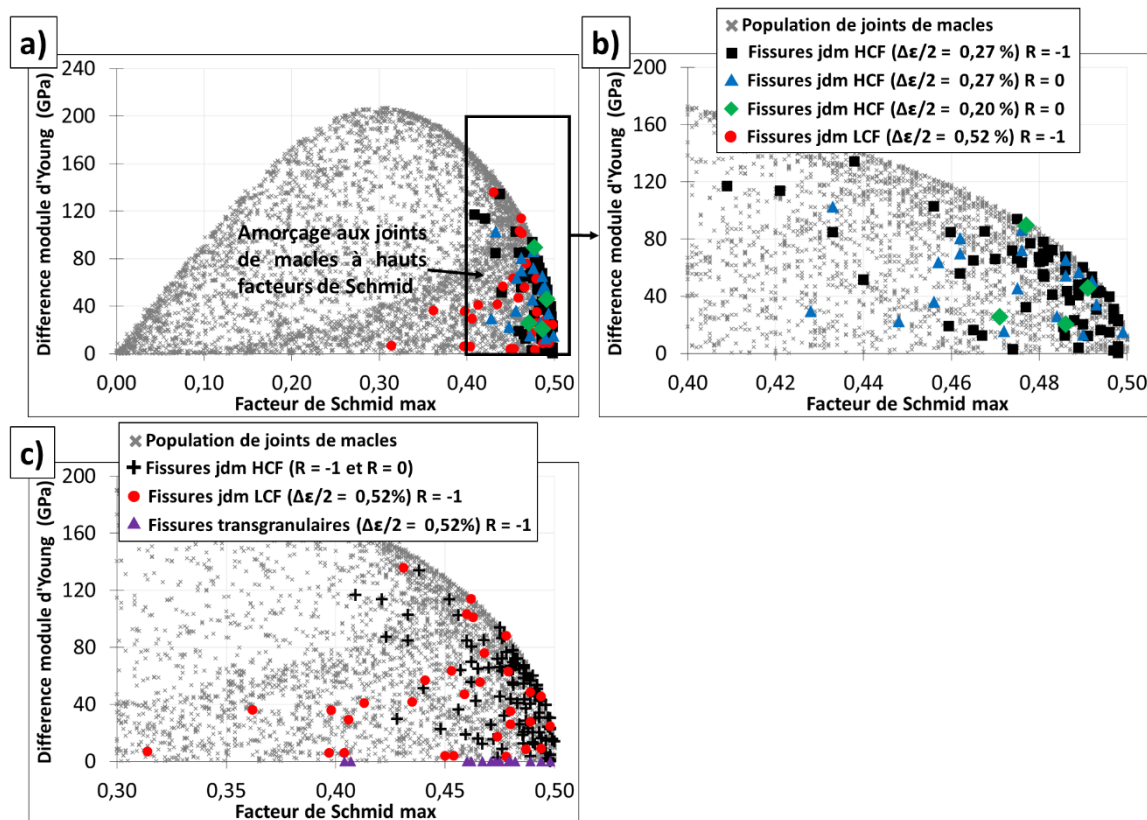 a)
Différence module d'Young (GPa)
240
200
160
120
80
40
0
Amorçage aux joints
de macles à hauts
facteurs de Schmid
0,00 0,10 0,20 0,30 0,40 0,50
Facteur de Schmid max
b)
Population de joints de macles
Fissures jdm HCF (Δε/2 = 0,27 %) R = -1
Fissures jdm HCF (Δε/2 = 0,27 %) R = 0
Fissures jdm HCF (Δε/2 = 0,20 %) R = 0
Fissures jdm LCF (Δε/2 = 0,52 %) R = -1
Difference module d'Young (GPa)
200
160
120
80
40
0
0,40 0,42 0,44 0,46 0,48 0,50
Facteur de Schmid max
c)
Population de joints de macles
Fissures jdm HCF (R = -1 et R = 0)
Fissures jdm LCF (Δε/2 = 0,52%) R = -1
Fissures transgranulaires (Δε/2 = 0,52%) R = -1
Difference module d'Young (GPa)
200
160
120
80
40
0
0,30 0,35 0,40 0,45 0,50
Facteur de Schmid max